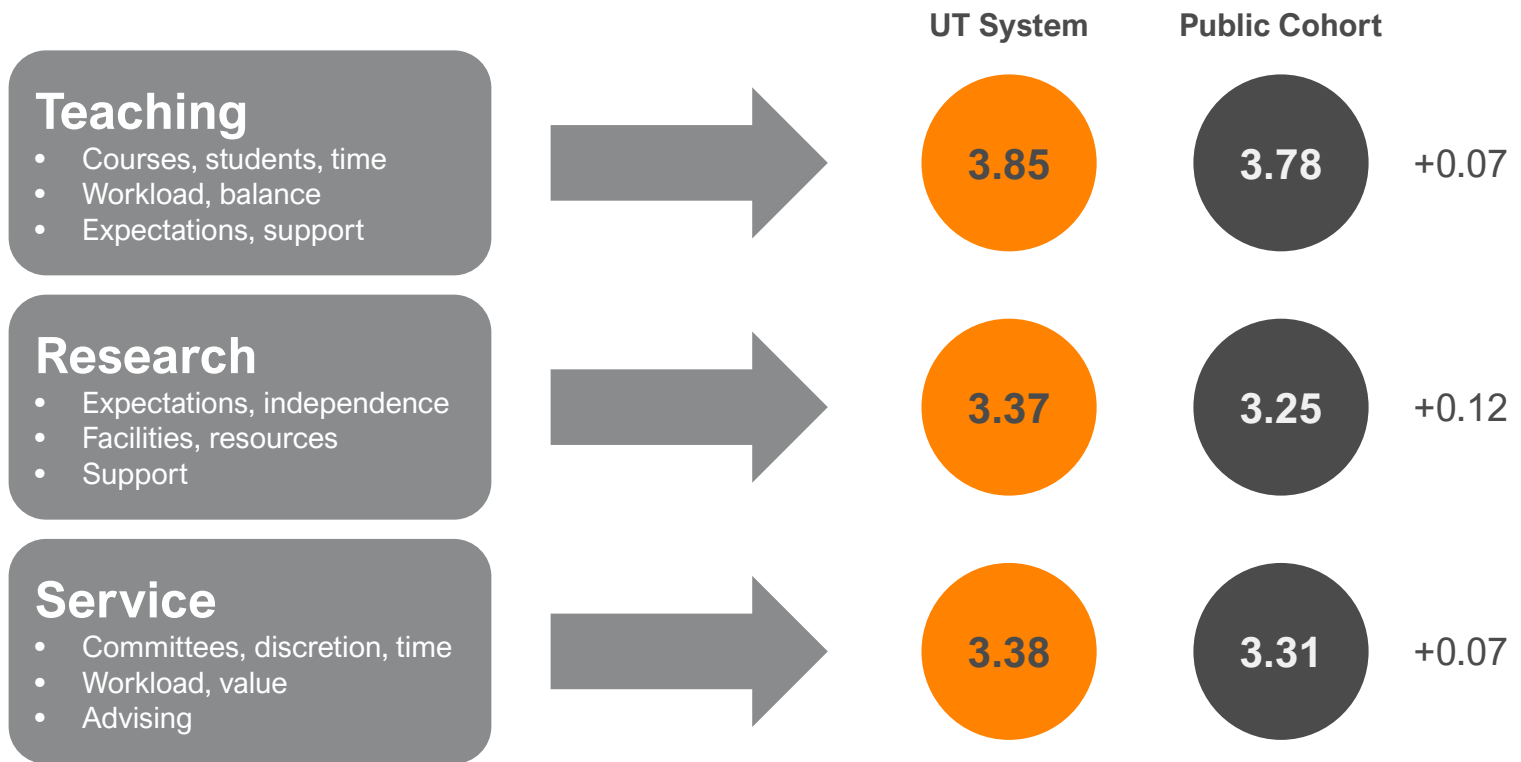 UT System Public Cohort
Teaching
• Courses, students, time
• Workload, balance
• Expectations, support
3.85 3.78 +0.07
Research
• Expectations, independence
• Facilities, resources
• Support
3.37 3.25 +0.12
Service
• Committees, discretion, time
• Workload, value
• Advising
3.38 3.31 +0.07